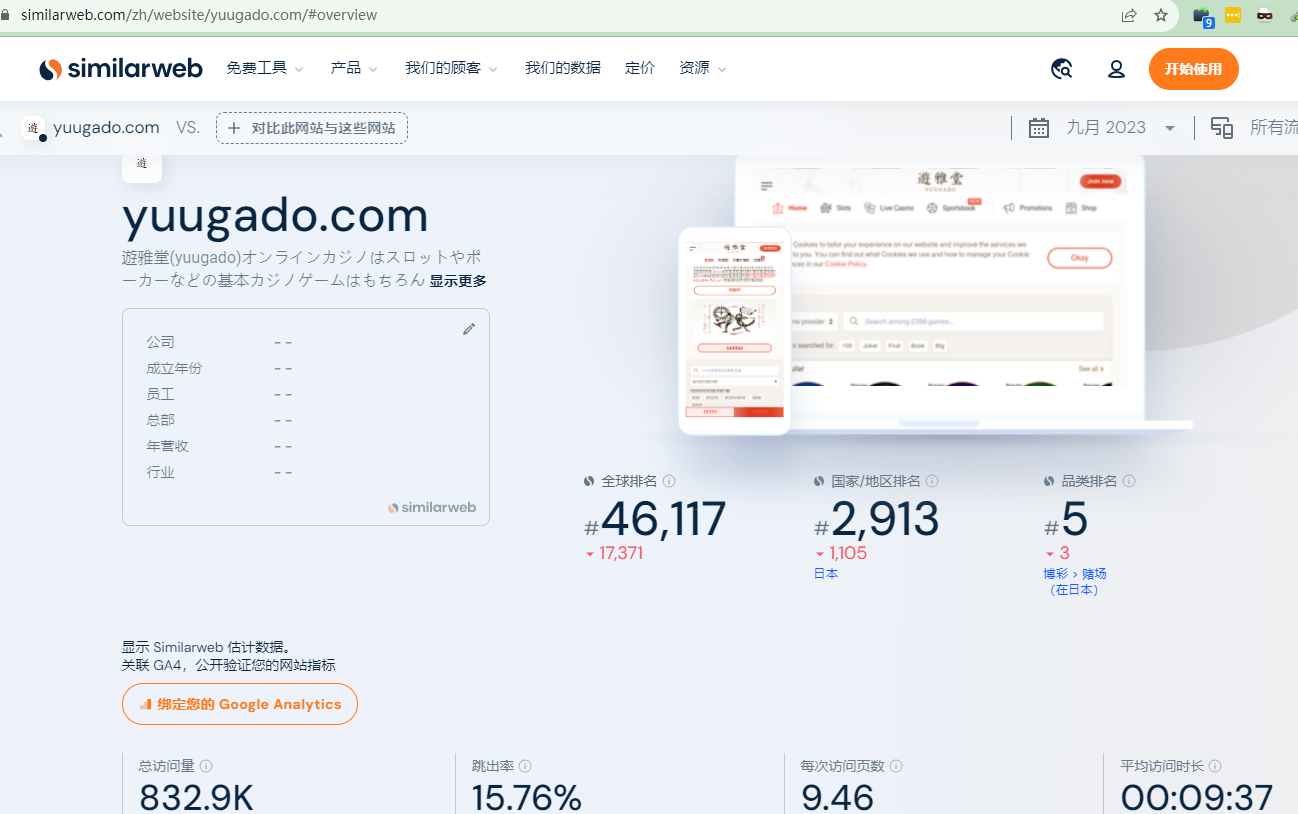 similarweb.com/zh/website/yuugado.com/#overview
9
similarweb 免费工具 产品 我们的顾客 我们的数据 定价 资源 开始使用
遊 yuugado.com VS. + 对比此网站与这些网站 九月 2023 所有流
遊
yuugado.com
遊雅堂(yuugado)オンラインカジノはスロットやポ
ーカーなどの基本カジノゲームはもちろん 显示更多
公司 - -
成立年份 - -
员工 - -
总部 - -
年营收 - -
行业 - -
similarweb
遊雅堂
YUUGADO
Join now
Home Slots Live Casino Sportsbook NEW Promotions Shop
Cookies to tailor your experience on our website and improve the services we
to you. You can find out what Cookies we use and how to manage your Cookie
nces in our Cookie Policy.
Okay
me provider Search among 2398 games...
s searched for: 100 Joker Fruit Book Big
ular See all >
遊雅堂
全球排名
#46,117
17,371
国家/地区排名
#2,913
1,105
日本
品类排名
#5
3
博彩 > 赌场
（在日本）
显示 Similarweb 估计数据。
关联 GA4，公开验证您的网站指标
绑定您的 Google Analytics
总访问量
832.9K
跳出率
15.76%
每次访问页数
9.46
平均访问时长
00:09:37